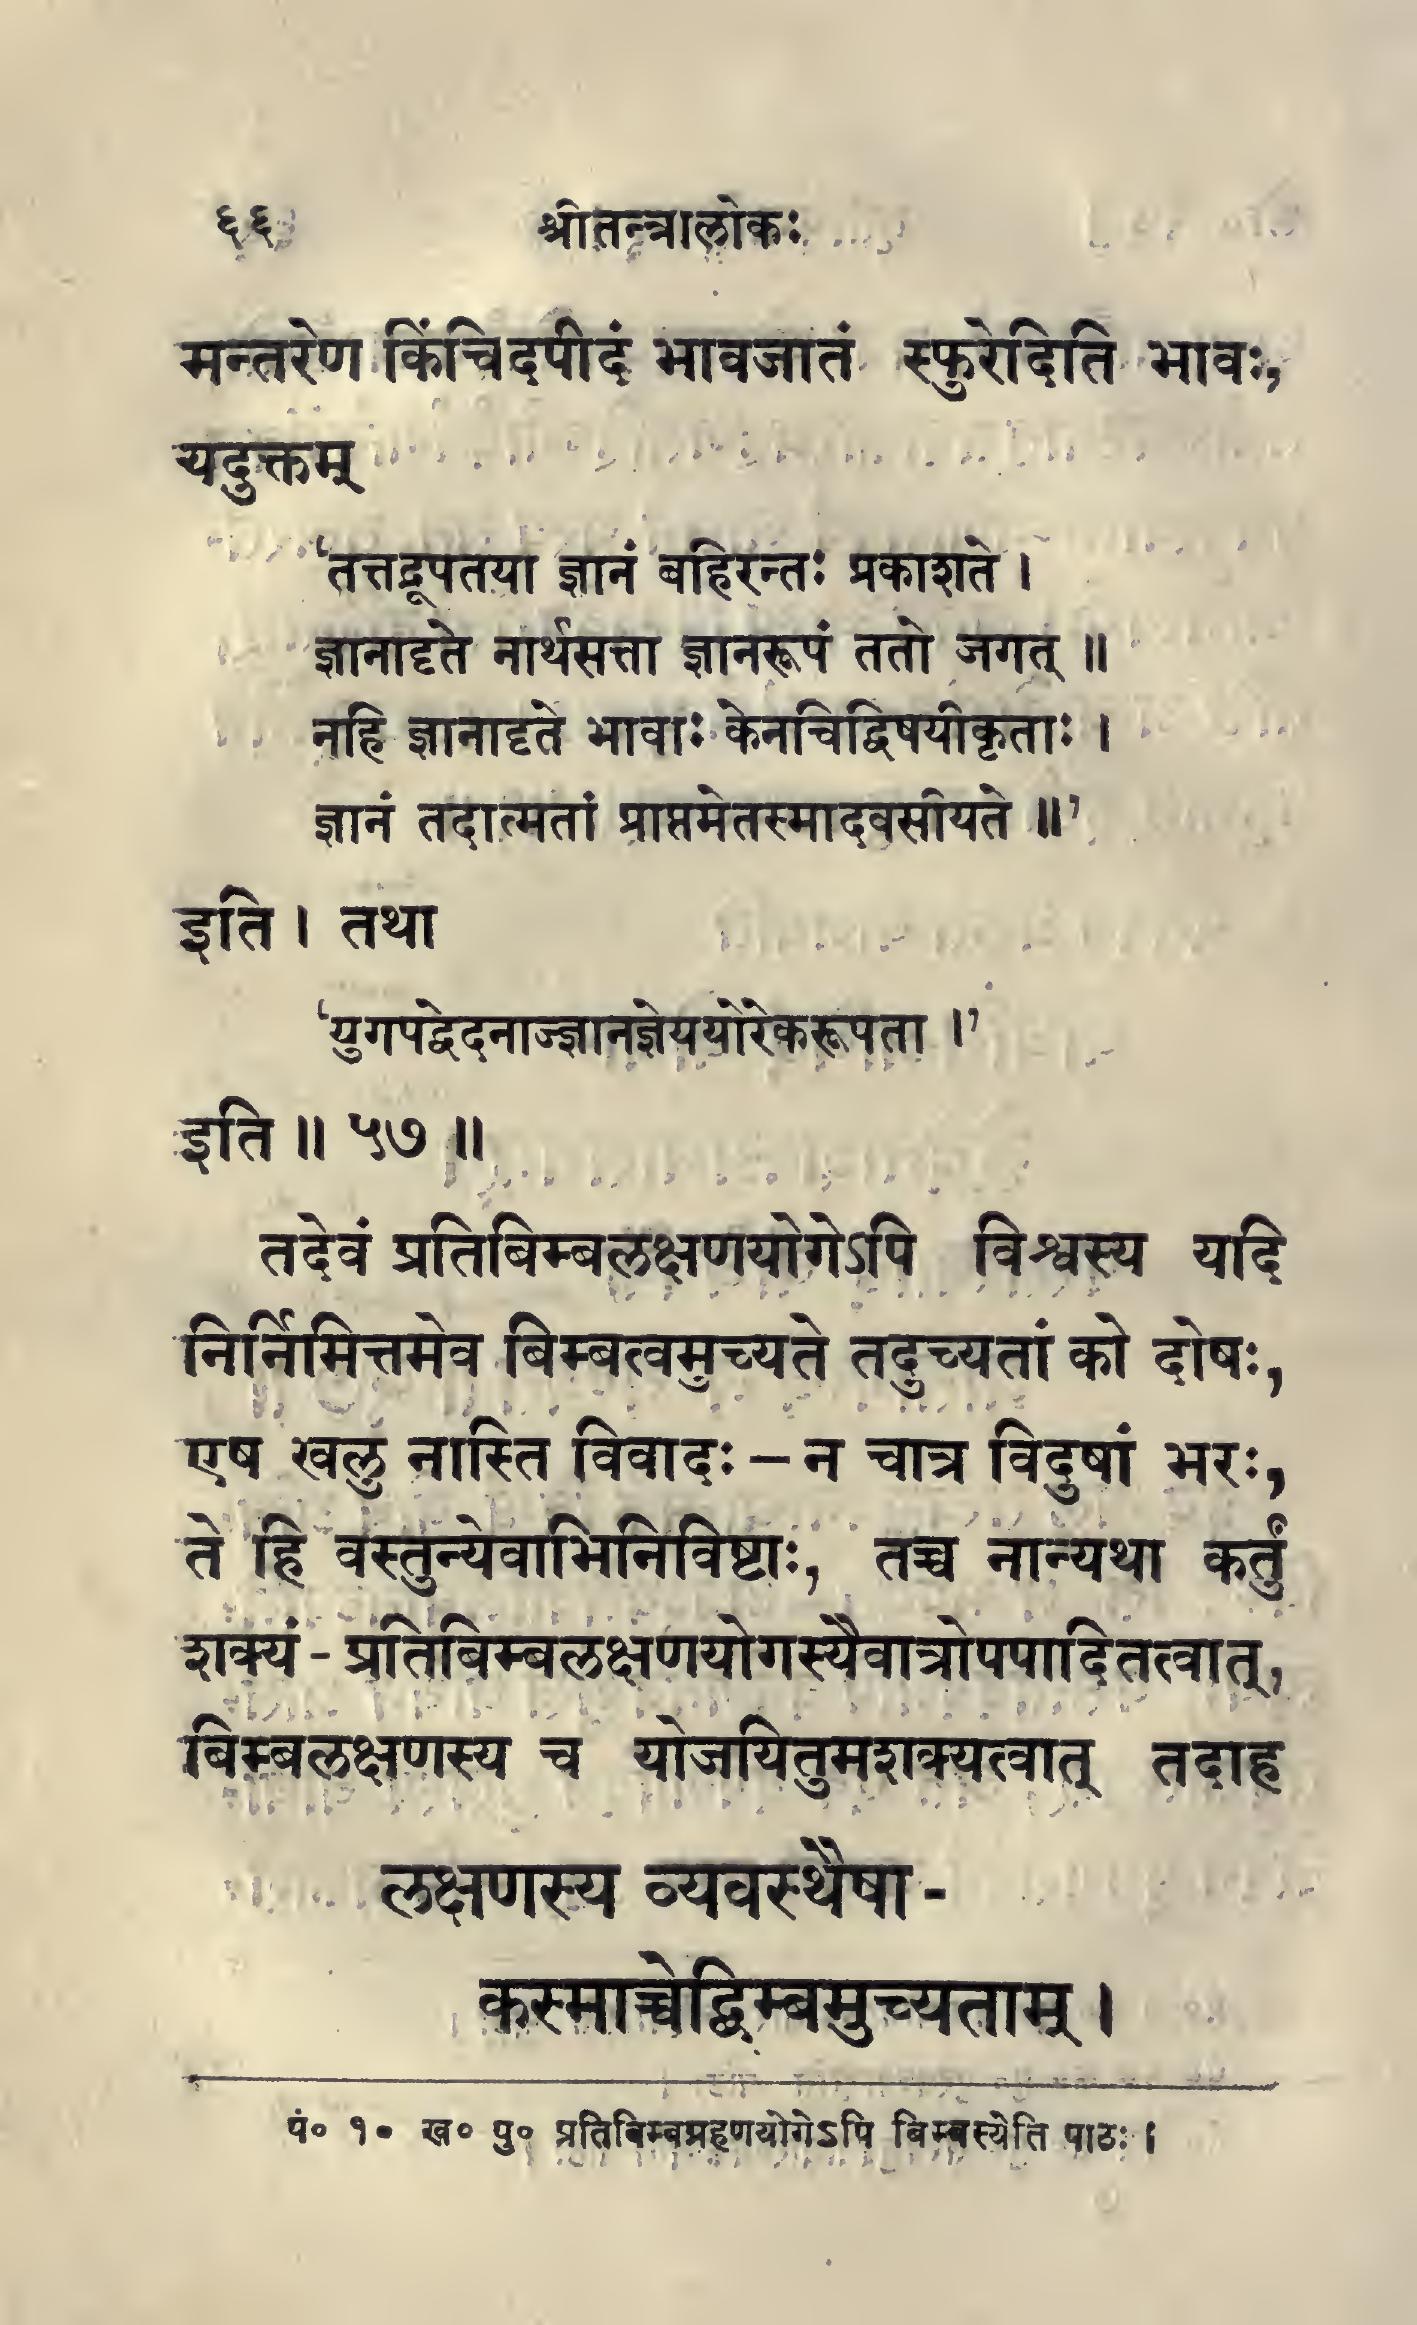 ६६ श्रीतन्त्रालोकः
मन्तरेण किंचिदपीदं भावजातं स्फुरेदिति भावः,
यदुक्तम्
‘तत्तद्रूपतया ज्ञानं बहिरन्तः प्रकाशते ।
ज्ञानादृते नार्थसत्ता ज्ञानरूपं ततो जगत् ॥
नहि ज्ञानादृते भावाः केनचिद्विषयीकृताः ।
ज्ञानं तदात्मतां प्राप्तमेतस्मादवसीयते ॥’
इति । तथा
‘युगपद्वेदनाज्ज्ञानज्ञेययोरेकरूपता ।’
इति ॥ ५७ ॥
तदेवं प्रतिबिम्बलक्षणयोगेऽपि विश्वस्य यदि
निर्निमित्तमेव बिम्बत्वमुच्यते तदुच्यतां को दोषः,
एष खलु नास्ति विवादः – न चात्र विदुषां भरः,
ते हि वस्तुन्येवाभिनिविष्टाः, तच्च नान्यथा कर्तुं
शक्यं - प्रतिबिम्बलक्षणयोगस्यैवात्रोपपादितत्वात्,
बिम्बलक्षणस्य च योजयितुमशक्यत्वात् तदाह
लक्षणस्य व्यवस्थैषा -
कस्माच्चेद्बिम्बमुच्यताम् ।
पं० १० ख० पु० प्रतिबिम्बग्रहणयोगेऽपि बिम्बस्येति पाठः ।